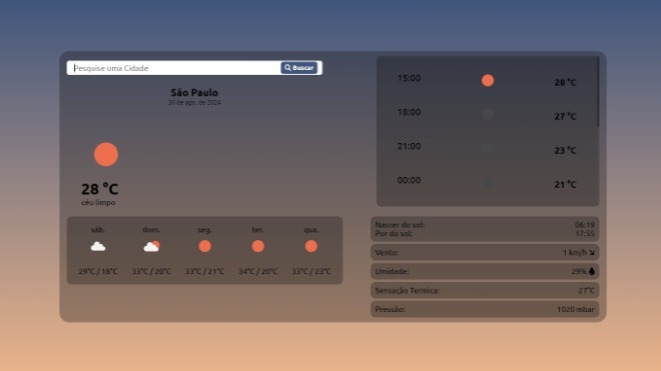 Pesquise uma Cidade
Buscar
São Paulo
30 de ago. de 2024
28 °C
céu limpo
sáb. dom. seg. ter. qua.
29°C / 18°C 33°C / 20°C 33°C / 21°C 34°C / 20°C 33°C / 23°C
15:00 28 °C
18:00 27 °C
21:00 23 °C
00:00 21 °C
Nascer do sol: 06:19
Por do sol: 17:55
Vento: 1 km/h
Umidade: 29%
Sensação Termica: 27°C
Pressão: 1020 mbar